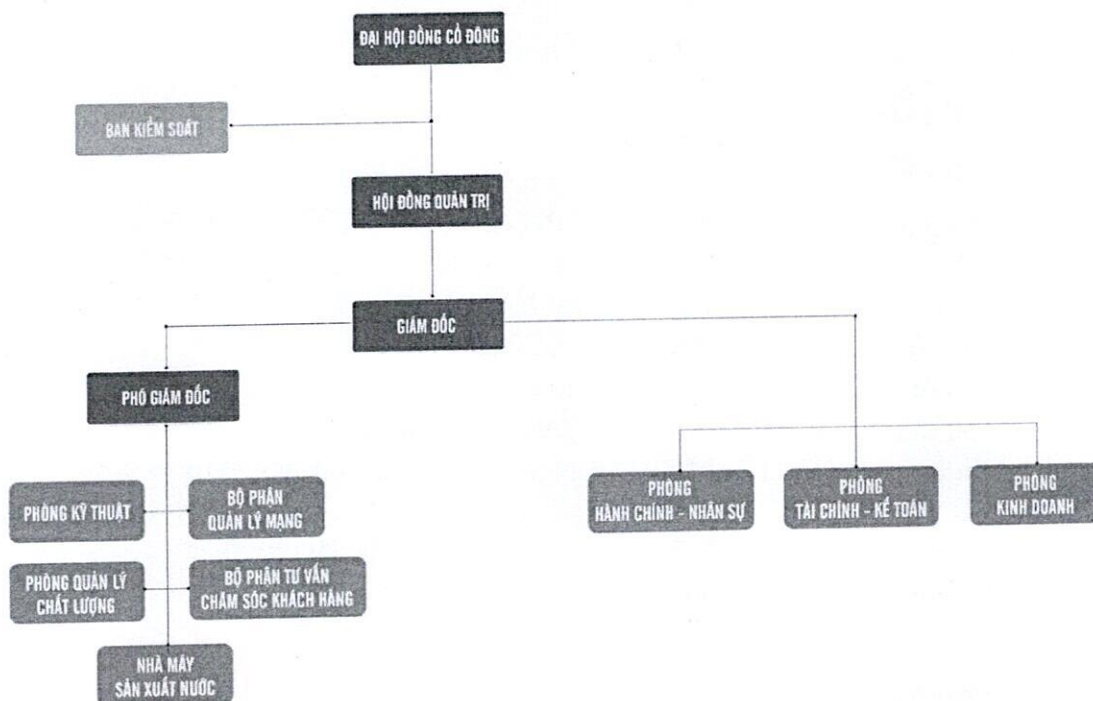 ĐẠI HỘI ĐỒNG CỔ ĐÔNG
BAN KIỂM SOÁT
HỘI ĐỒNG QUẢN TRỊ
GIÁM ĐỐC
PHÓ GIÁM ĐỐC
PHÒNG KỸ THUẬT
BỘ PHẬN
QUẢN LÝ MẠNG
PHÒNG QUẢN LÝ
CHẤT LƯỢNG
BỘ PHẬN TƯ VẤN
CHĂM SÓC KHÁCH HÀNG
NHÀ MÁY
SẢN XUẤT NƯỚC
PHÒNG
HÀNH CHÍNH - NHÂN SỰ
PHÒNG
TÀI CHÍNH - KẾ TOÁN
PHÒNG
KINH DOANH